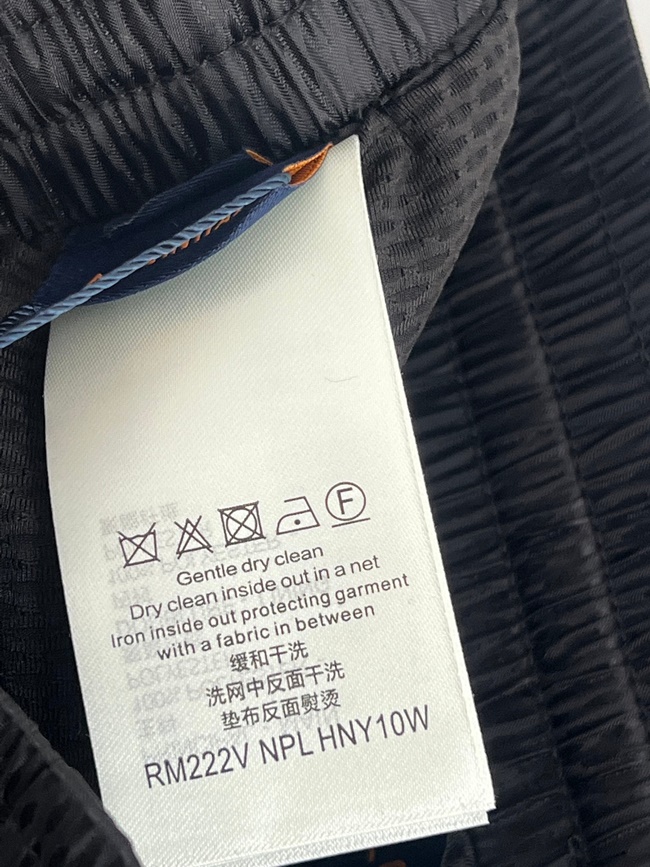 F
Gentle dry clean
Dry clean inside out in a net
Iron inside out protecting garment
with a fabric in between
缓和干洗
洗网中反面干洗
垫布反面熨烫
RM222V NPL HNY10W